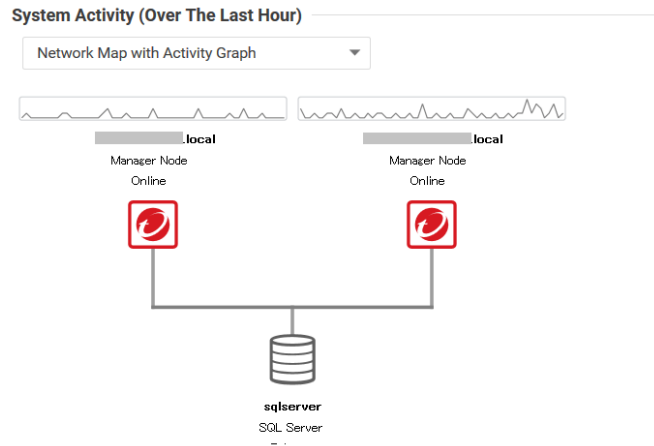 System Activity (Over The Last Hour)
Network Map with Activity Graph
.local
.local
Manager Node
Manager Node
Online
Online
sqlserver
SQL Server